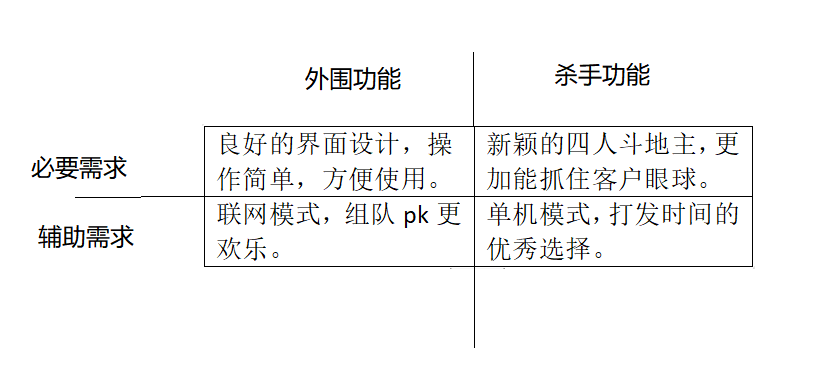 外围功能
杀手功能
必要需求
良好的界面设计，操
作简单，方便使用。
新颖的四人斗地主，更
加能抓住客户眼球。
辅助需求
联网模式，组队 pk 更
欢乐。
单机模式，打发时间的
优秀选择。